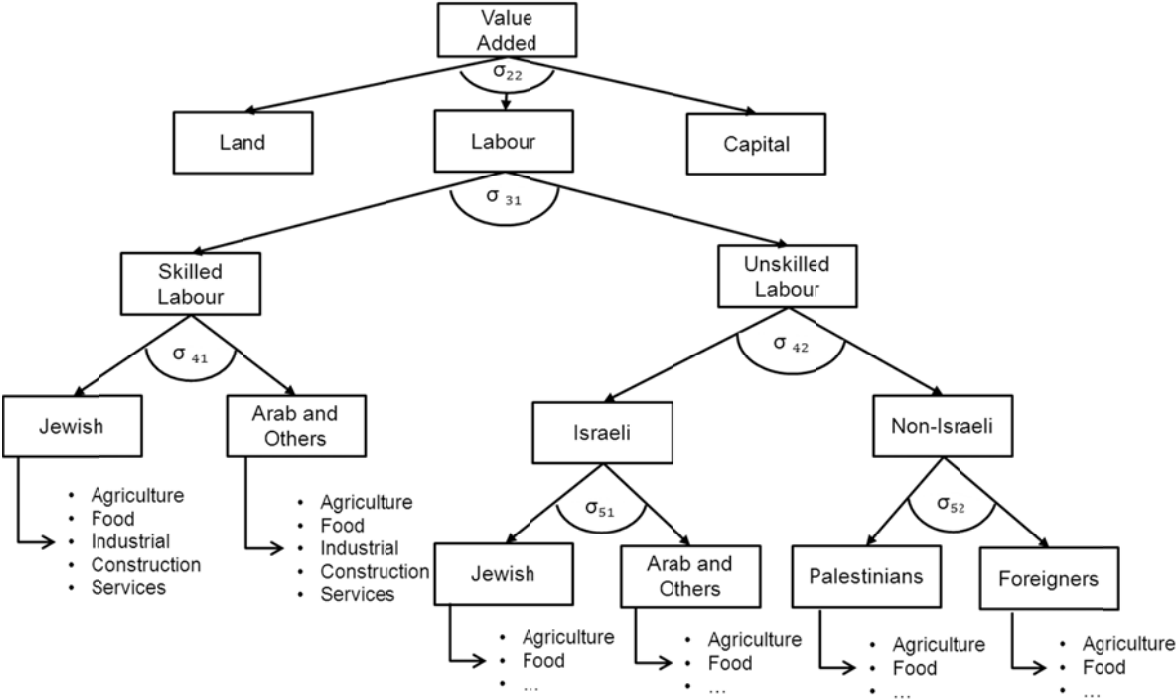 Value
Added
σ22
Land
Labour
Capital
σ 31
Skilled
Labour
Unskilled
Labour
σ 41
σ 42
Jewish
Arab and
Others
Israeli
Non-Israeli
• Agriculture
• Food
• Industrial
• Construction
• Services
• Agriculture
• Food
• Industrial
• Construction
• Services
σ51
σ52
Jewish
Arab and
Others
Palestinians
Foreigners
• Agriculture
• Food
• ...
• Agriculture
• Food
• ...
• Agriculture
• Food
• ...
• Agriculture
• Food
• ...